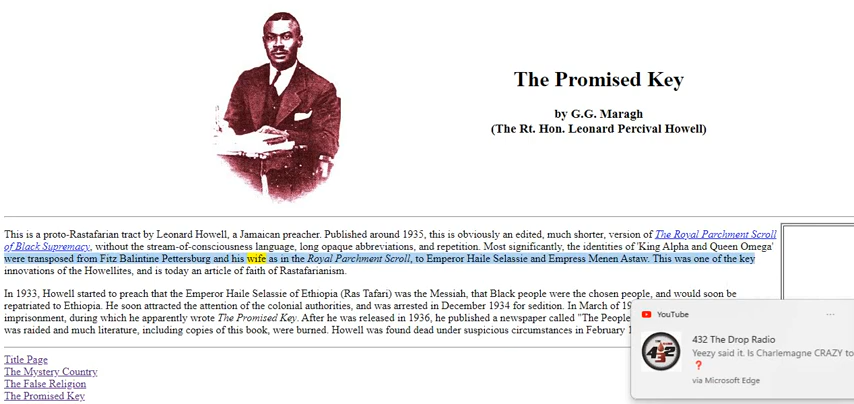 The Promised Key
by G.G. Maragh
(The Rt. Hon. Leonard Percival Howell)
This is a proto-Rastafarian tract by Leonard Howell, a Jamaican preacher. Published around 1935, this is obviously an edited, much shorter, version of The Royal Parchment Scroll
of Black Supremacy, without the stream-of-consciousness language, long opaque abbreviations, and repetition. Most significantly, the identities of 'King Alpha and Queen Omega'
were transposed from Fitz Balintine Pettersburg and his wife as in the Royal Parchment Scroll, to Emperor Haile Selassie and Empress Menen Astaw. This was one of the key
innovations of the Howellites, and is today an article of faith of Rastafarianism.
In 1933, Howell started to preach that the Emperor Haile Selassie of Ethiopia (Ras Tafari) was the Messiah, that Black people were the chosen people, and would soon be
repatriated to Ethiopia. He soon attracted the attention of the colonial authorities, and was arrested in December 1934 for sedition. In March of
imprisonment, during which he apparently wrote The Promised Key. After he was released in 1936, he published a newspaper called "The People
was raided and much literature, including copies of this book, were burned. Howell was found dead under suspicious circumstances in February
Title Page
The Mystery Country
The False Religion
The Promised Key
YouTube
432 The Drop Radio
Yeezy said it. Is Charlemagne CRAZY to
❓
via Microsoft Edge
432